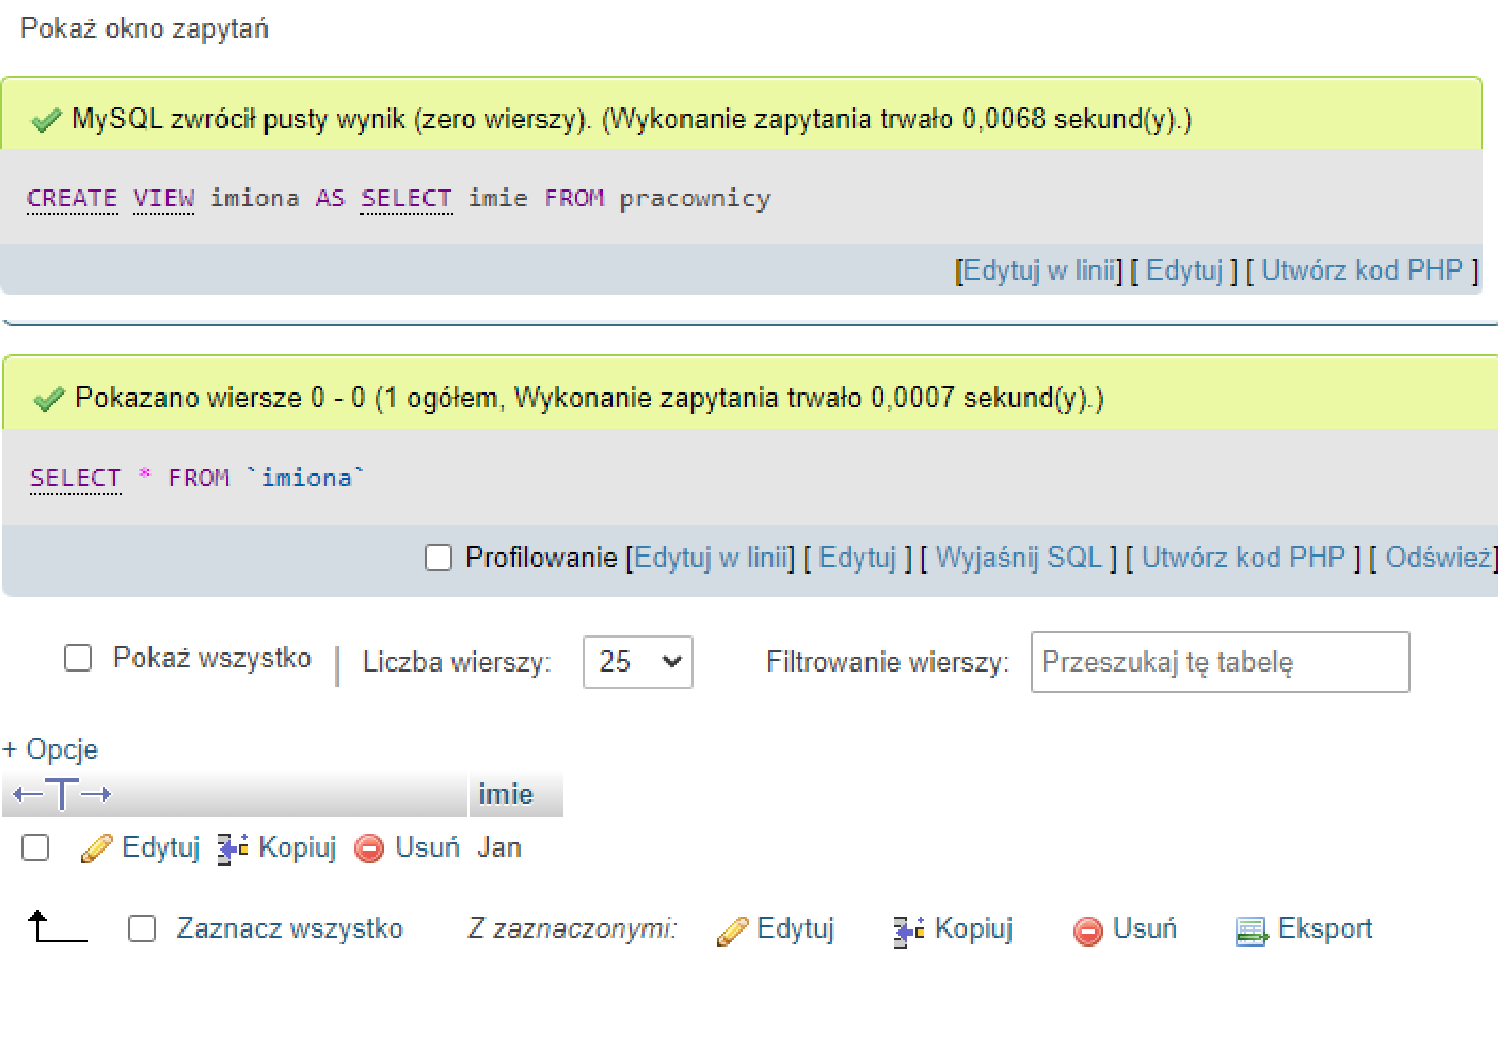 Pokaż okno zapytań
MySQL zwrócił pusty wynik (zero wierszy). (Wykonanie zapytania trwało 0,0068 sekund(y).)
CREATE VIEW imiona AS SELECT imie FROM pracownicy
[Edytuj w linii] [ Edytuj ] [ Utwórz kod PHP ]
Pokazano wiersze 0 - 0 (1 ogółem, Wykonanie zapytania trwało 0,0007 sekund(y).)
SELECT * FROM `imiona`
Profilowanie [Edytuj w linii] [ Edytuj ] [ Wyjaśnij SQL ] [ Utwórz kod PHP ] [ Odśwież]
Pokaż wszystko | Liczba wierszy: 25 Filtrowanie wierszy: Przeszukaj tę tabelę
+ Opcje
←T→ imie
Edytuj Kopiuj Usuń Jan
Zaznacz wszystko Z zaznaczonymi: Edytuj Kopiuj Usuń Eksport